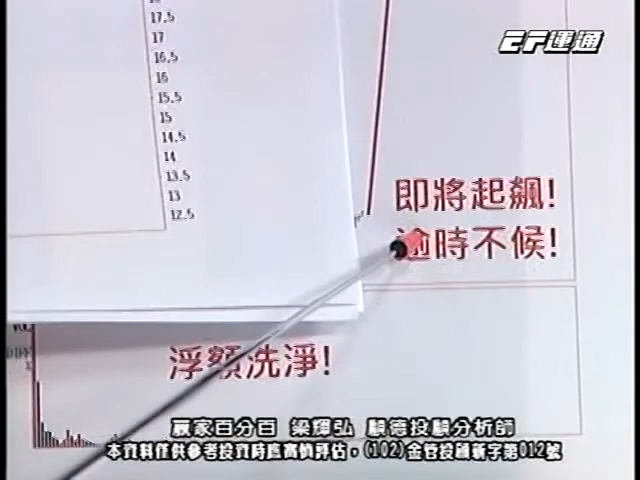 17.5
17
16.5
16
15.5
15
14.5
14
13.5
13
12.5
EF運通
即將起飆!
逾時不候!
浮額洗淨!
贏家百分百 梁輝弘 顧德投顧分析師
本資料僅供參考投資時應審慎評估，(102)金管投顧新字第012號